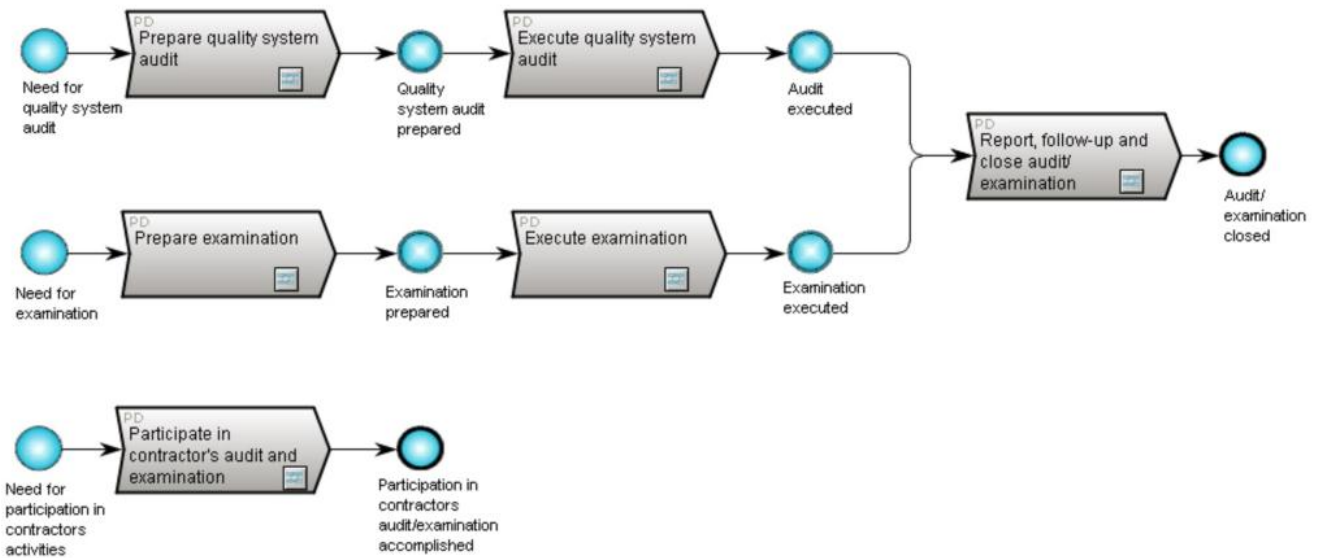 PD
Prepare quality system
audit
PD
Execute quality system
audit
Need for
quality system
audit
Quality
system audit
prepared
Audit
executed
PD
Report, follow-up and
close audit/
examination
Audit/
examination
closed
PD
Prepare examination
PD
Execute examination
Need for
examination
Examination
prepared
Examination
executed
PD
Participate in
contractor's audit and
examination
Need for
participation in
contractors
activities
Participation in
contractors
audit/examination
accomplished